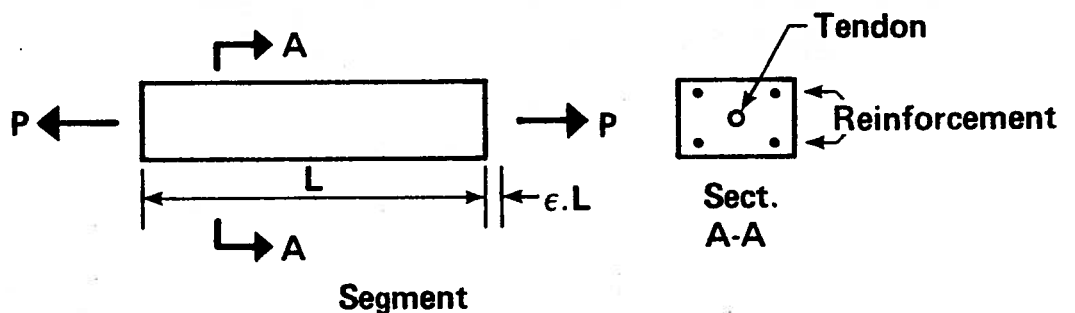 Tendon
A
P
P
Reinforcement
L
ϵ.L
Sect.
A-A
A
Segment